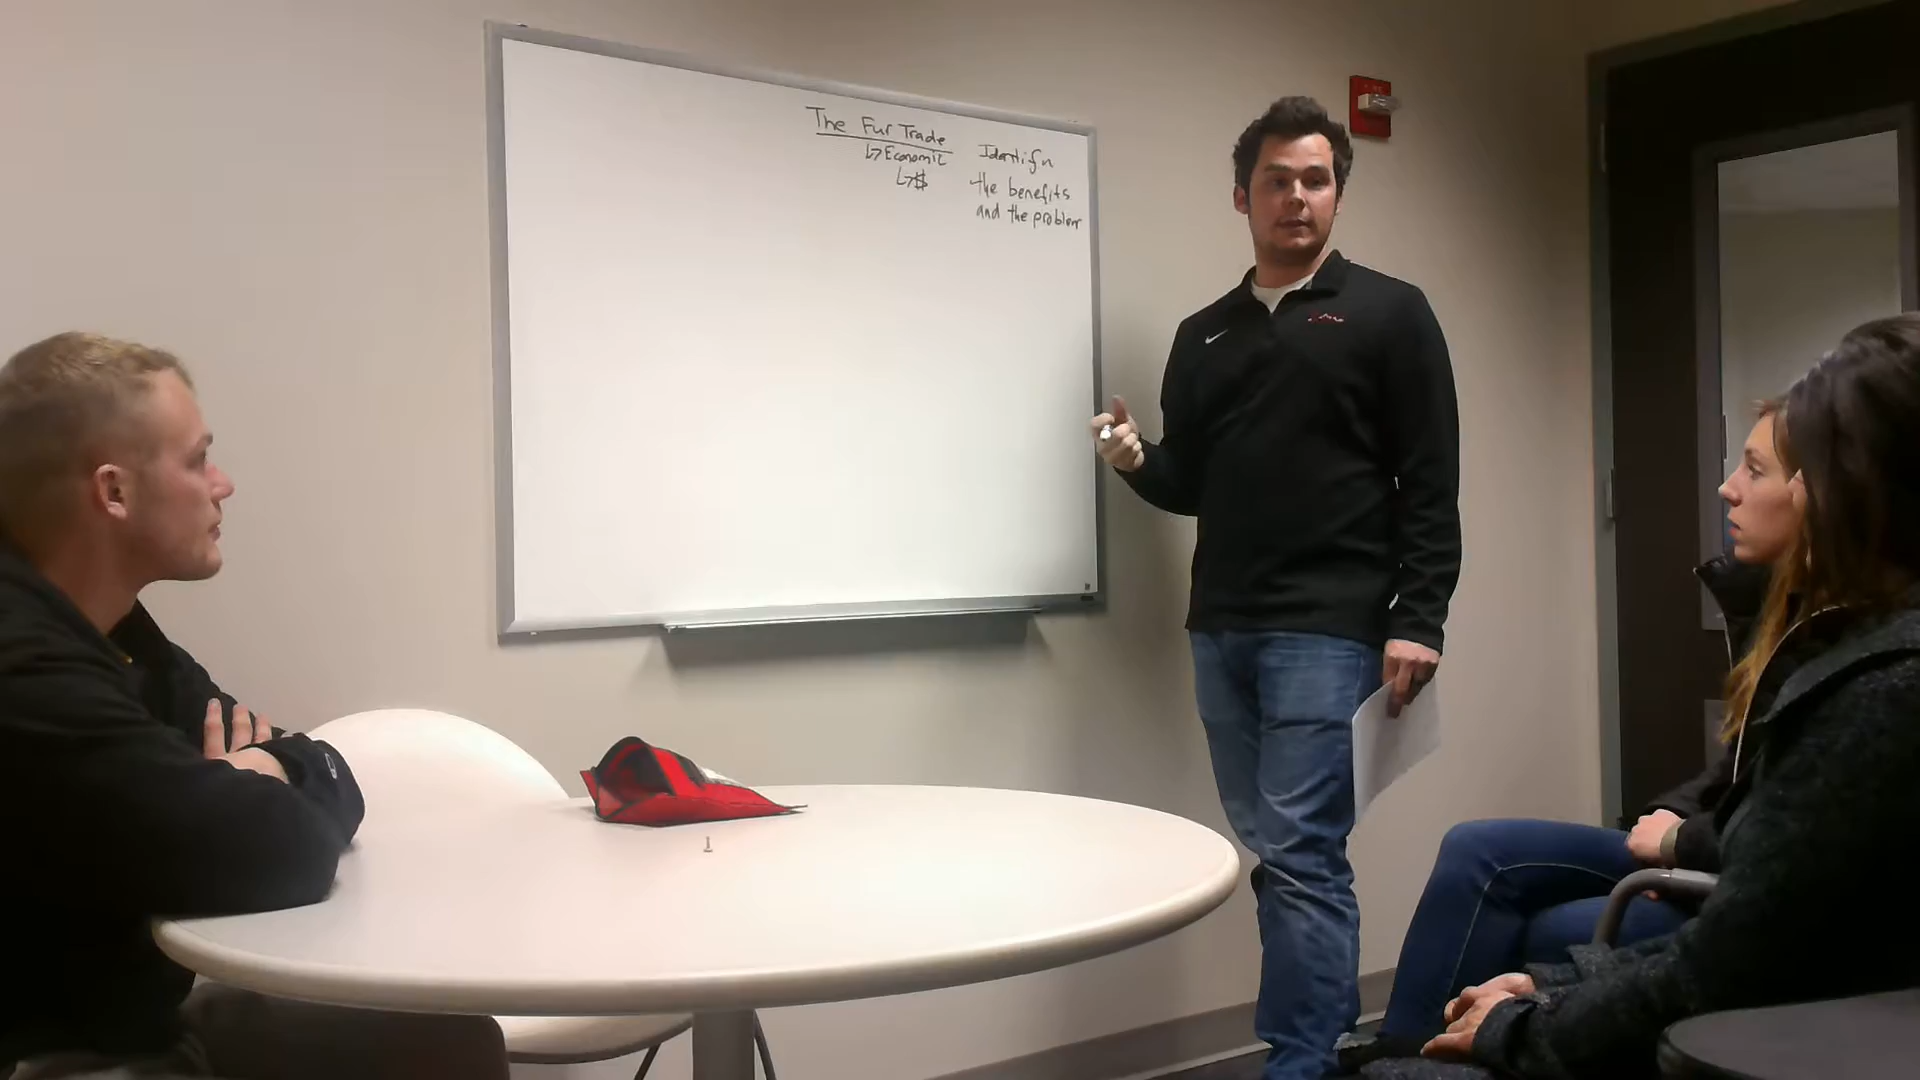 The Fur Trade
↳Economic
↳$
Identify
the benefits
and the problem